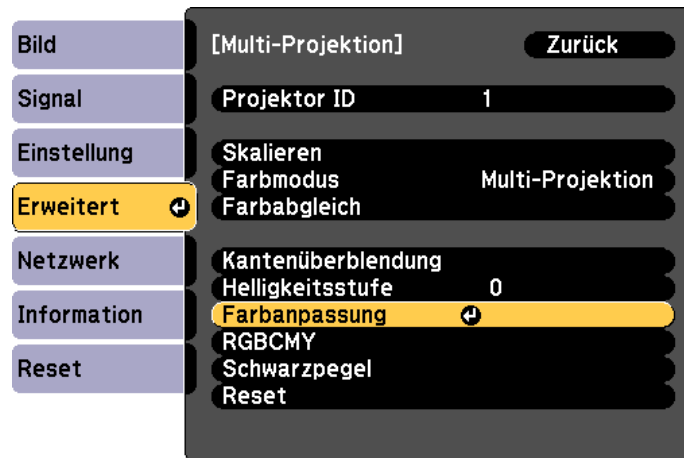 Bild
Signal
Einstellung
Erweitert
Netzwerk
Information
Reset
[Multi-Projektion] Zurück
Projektor ID 1
Skalieren
Farbmodus Multi-Projektion
Farbabgleich
Kantenüberblendung
Helligkeitsstufe 0
Farbanpassung
RGBCMY
Schwarzpegel
Reset